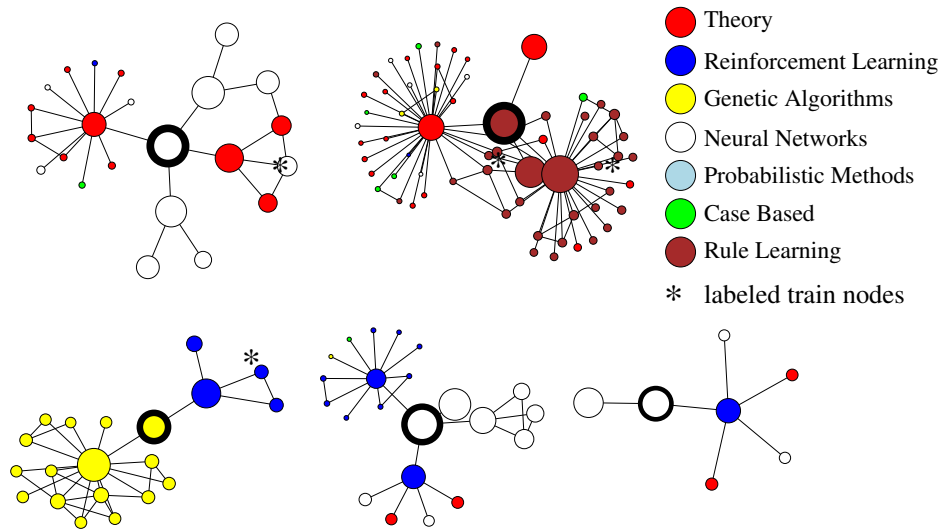 Theory
Reinforcement Learning
Genetic Algorithms
Neural Networks
Probabilistic Methods
Case Based
Rule Learning
* labeled train nodes
*
*
*
*